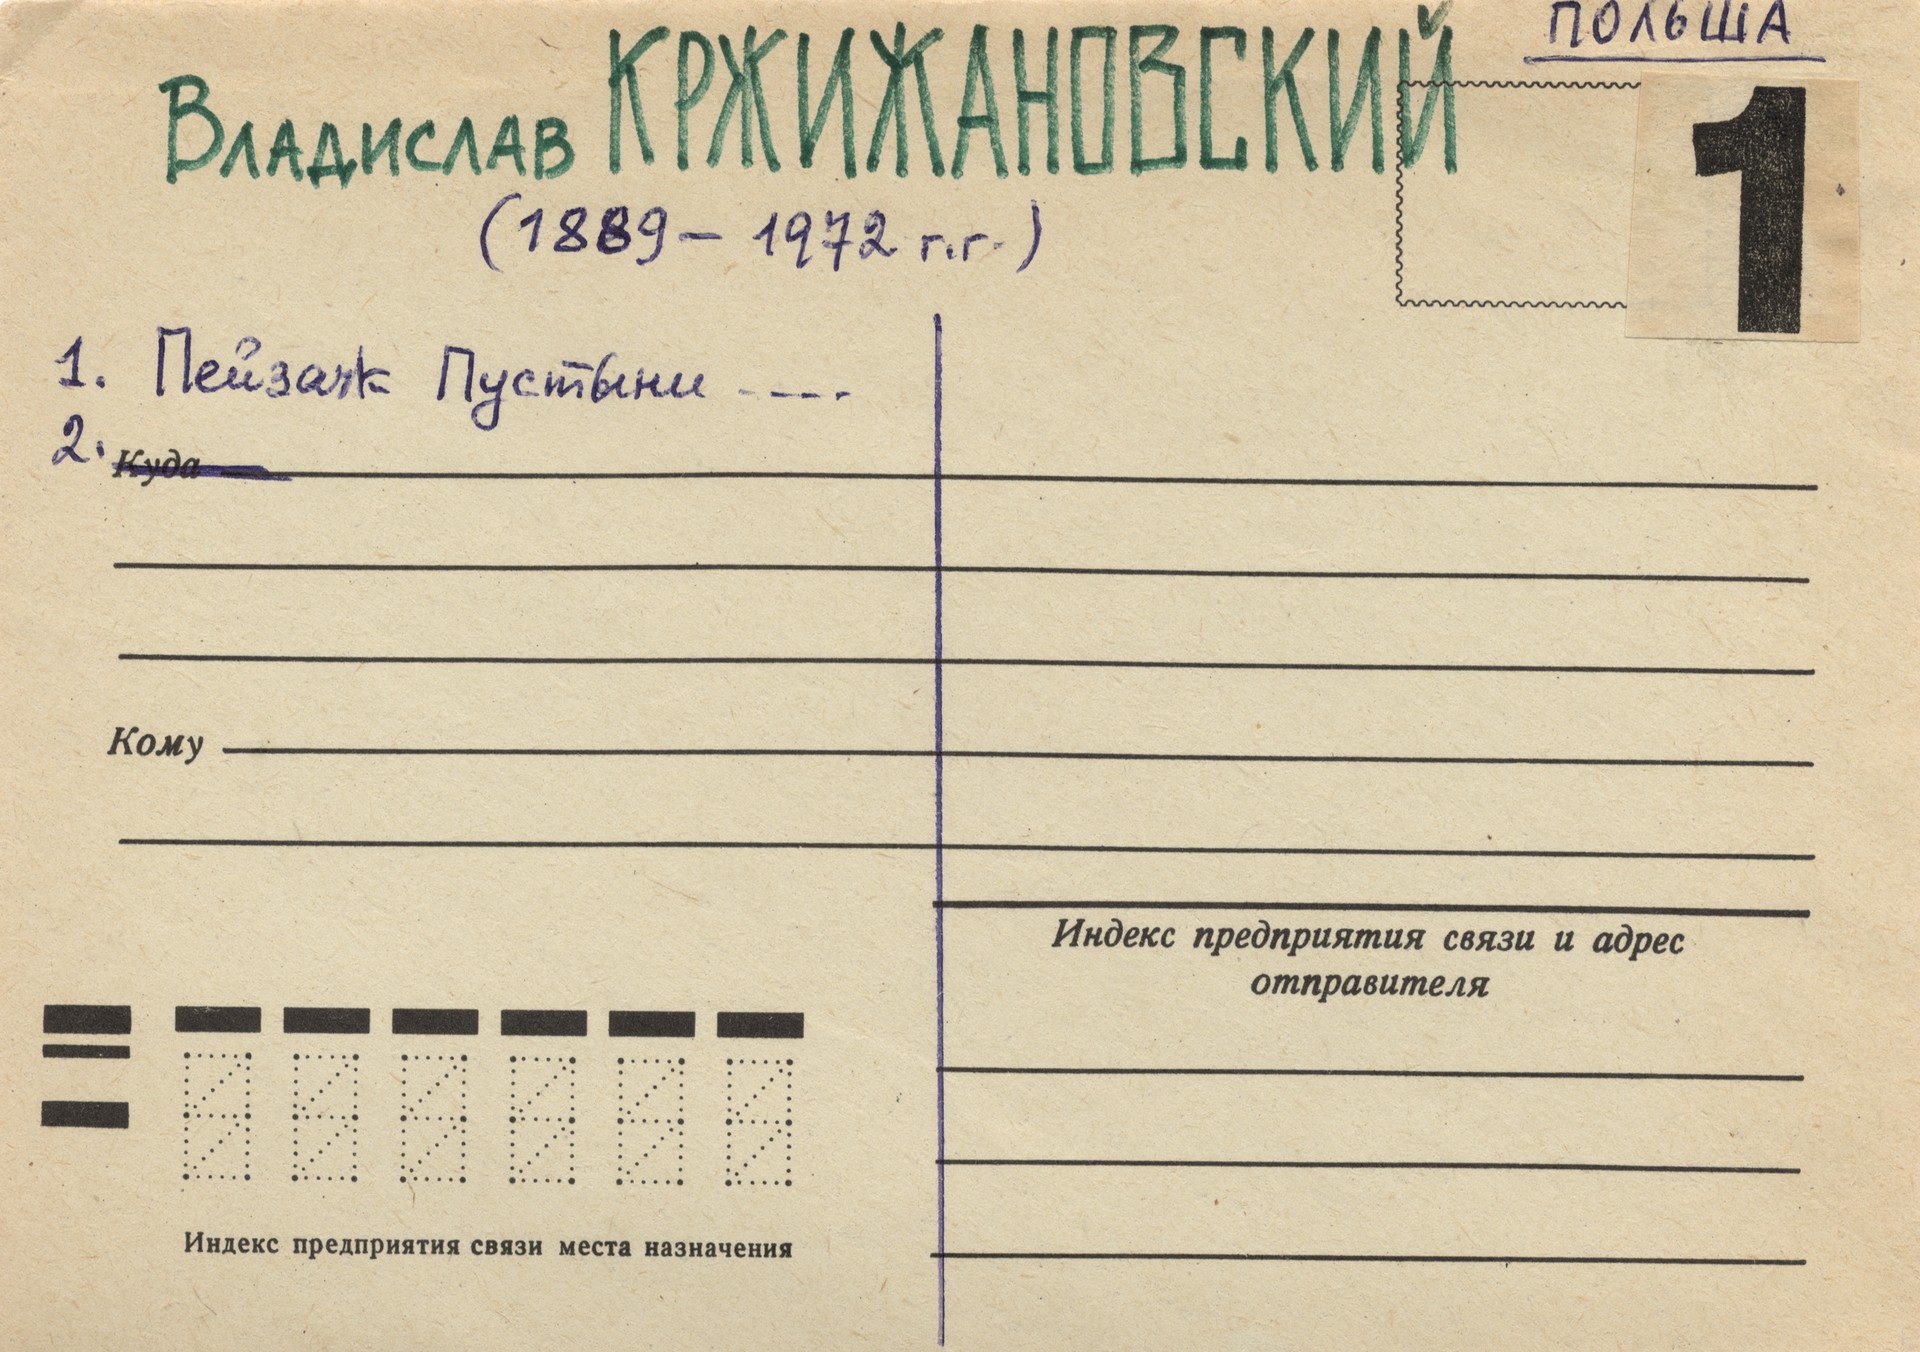 ПОЛЬША
Владислав КРЖИЖАНОВСКИЙ
1
(1889 – 1972 г.г.)
1. Пейзаж Пустыни -----
2. Куда
Кому
Индекс предприятия связи и адрес
отправителя
Индекс предприятия связи места назначения